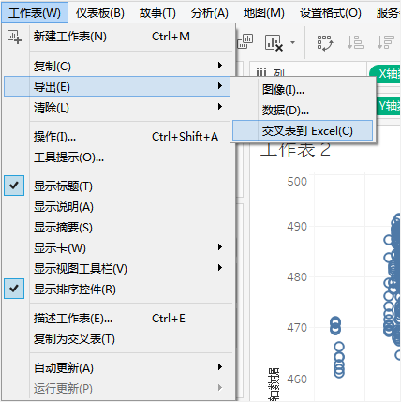 工作表(W) 仪表板(B) 故事(T) 分析(A) 地图(M) 设置格式(O) 服务
新建工作表(N) Ctrl+M
复制(C)
导出(E)
清除(L)
操作(I)... Ctrl+Shift+A
工具提示(O)...
显示标题(T)
显示说明(A)
显示摘要(S)
显示卡(W)
显示视图工具栏(V)
显示排序控件(R)
描述工作表(E)... Ctrl+E
复制为交叉表(T)
自动更新(A)
运行更新(P)
图像(I)...
数据(D)...
交叉表到 Excel(C)
列
X轴
Y轴
工作表 2
500
490
480
470
460